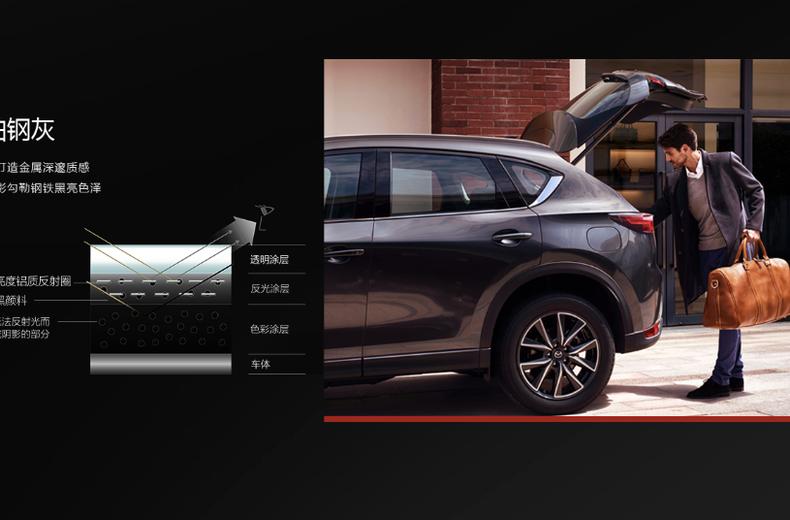 钢灰
打造金属深邃质感
影勾勒钢铁黑亮色泽
透明涂层
亮度铝质反射圈
反光涂层
黑颜料
无法反射光而
色彩涂层
阴影的部分
车体